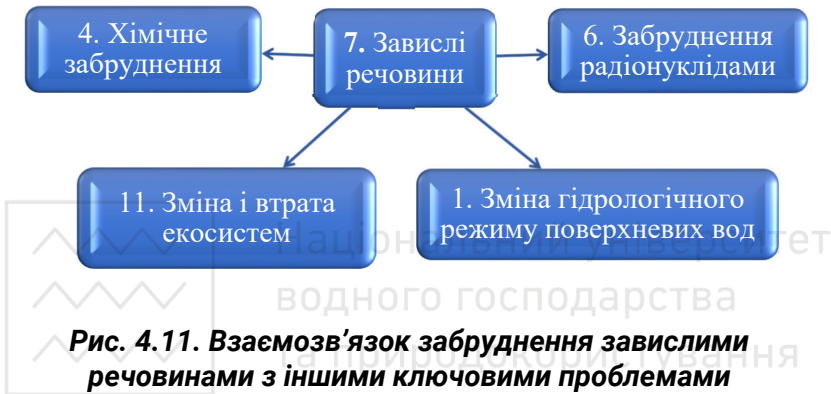 4. Хімічне
забруднення
7. Завислі
речовини
6. Забруднення
радіонуклідами
11. Зміна і втрата
екосистем
1. Зміна гідрологічного
режиму поверхневих вод
Національний університет
водного господарства
та природокористування
Рис. 4.11. Взаємозв’язок забруднення завислими
речовинами з іншими ключовими проблемами